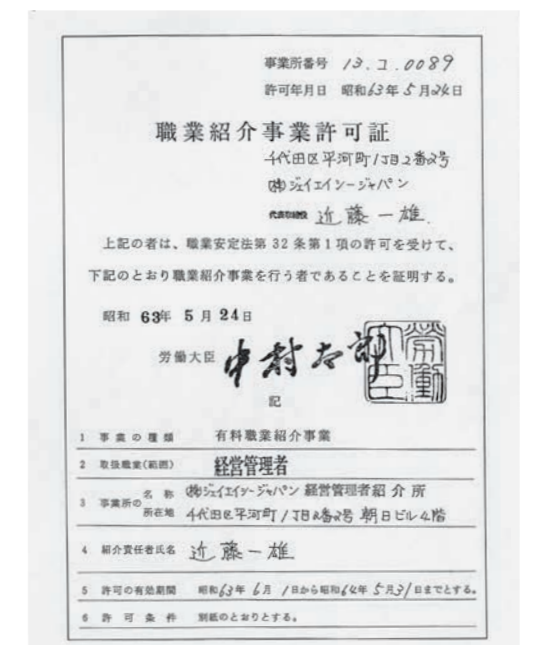 事業所番号 13.ユ.0089
許可年月日 昭和63年5月24日
職業紹介事業許可証
千代田区平河町1丁目2番2号
(株)ジェイエイシージャパン
代表取締役 近藤一雄
上記の者は、職業安定法第32条第1項の許可を受けて、
下記のとおり職業紹介事業を行う者であることを証明する。
昭和 63年 5月24日
労働大臣 中村太郎
労働大臣
記
1 事業の種類 有料職業紹介事業
2 取扱職業(範囲) 経営管理者
3 事業所の 名称 (株)ジェイエイシージャパン 経営管理者紹介所
所在地 千代田区平河町1丁目2番2号 朝日ビル4階
4 紹介責任者氏名 近藤一雄
5 許可の有効期間 昭和63年 6月 1日から昭和64年 5月31日までとする。
6 許可条件 別紙のとおりとする。